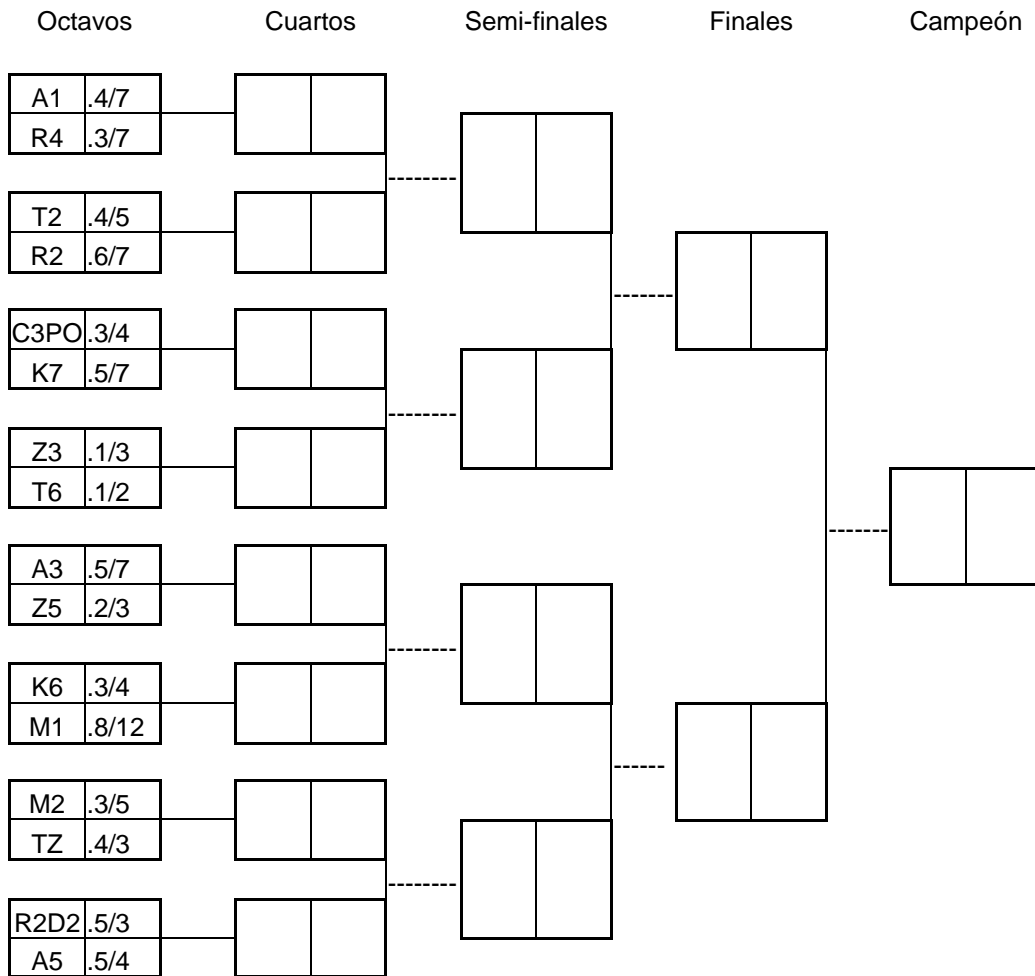 Octavos Cuartos Semi-finales Finales Campeón
A1 .4/7
R4 .3/7
T2 .4/5
R2 .6/7
C3PO .3/4
K7 .5/7
Z3 .1/3
T6 .1/2
A3 .5/7
Z5 .2/3
K6 .3/4
M1 .8/12
M2 .3/5
TZ .4/3
R2D2 .5/3
A5 .5/4